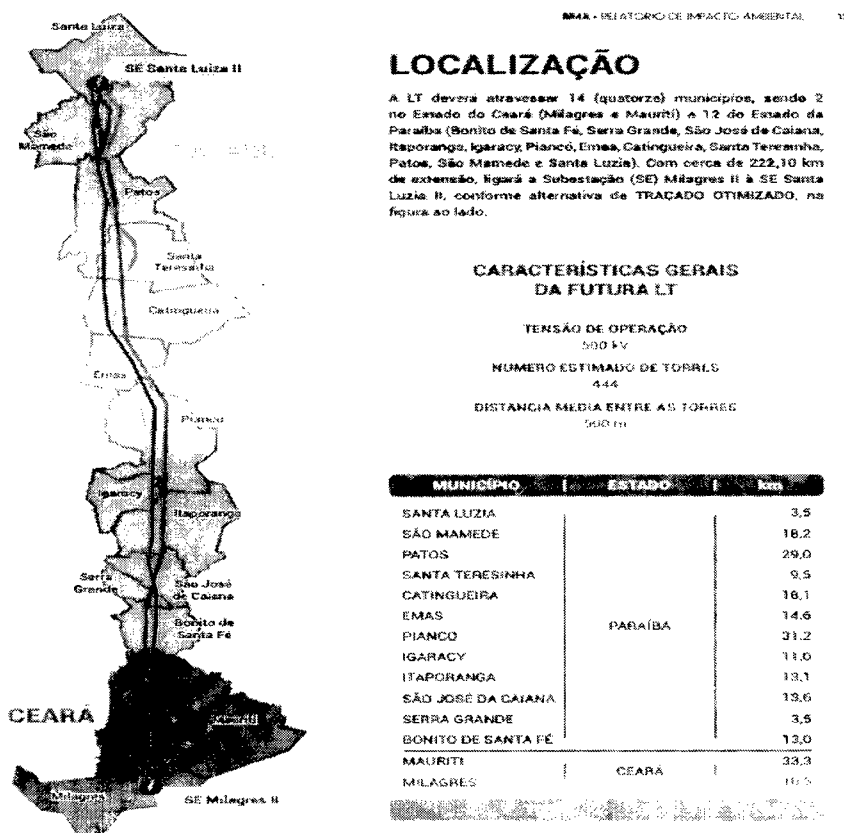 RIMA - RELATÓRIO DE IMPACTO AMBIENTAL
LOCALIZAÇÃO
A LT deverá atravessar 14 (quatorze) municípios, sendo 2
no Estado do Ceará (Milagres e Mauriti) e 12 do Estado da
Paraíba (Bonito de Santa Fé, Serra Grande, São José de Caiana,
Itaporanga, Igaracy, Piancó, Emas, Catingueira, Santa Teresinha,
Patos, São Mamede e Santa Luzia). Com cerca de 222,10 km
de extensão, ligará a Subestação (SE) Milagres II à SE Santa
Luzia II, conforme alternativa de TRAÇADO OTIMIZADO, na
figura ao lado.
CARACTERÍSTICAS GERAIS
DA FUTURA LT
TENSÃO DE OPERAÇÃO
500 kV
NÚMERO ESTIMADO DE TORRES
444
DISTÂNCIA MÉDIA ENTRE AS TORRES
500 m
MUNICÍPIO | ESTADO | km
SANTA LUZIA 3,5
SÃO MAMEDE 18,2
PATOS 29,0
SANTA TERESINHA 9,5
CATINGUEIRA 18,1
EMAS 14,6
PARAÍBA
PIANCÓ 31,2
IGARACY 11,0
ITAPORANGA 13,1
SÃO JOSÉ DA CAIANA 13,6
SERRA GRANDE 3,5
BONITO DE SANTA FÉ 13,0
MAURITI 33,3
CEARÁ
MILAGRES 10,5
Santa Luzia
SE Santa Luzia II
São
Mamede
Patos
Santa
Teresinha
Catingueira
Emas
Piancó
Igaracy
Itaporanga
Serra
Grande
São José
de Caiana
Bonito de
Santa Fé
CEARÁ
Mauriti
Milagres
SE Milagres II